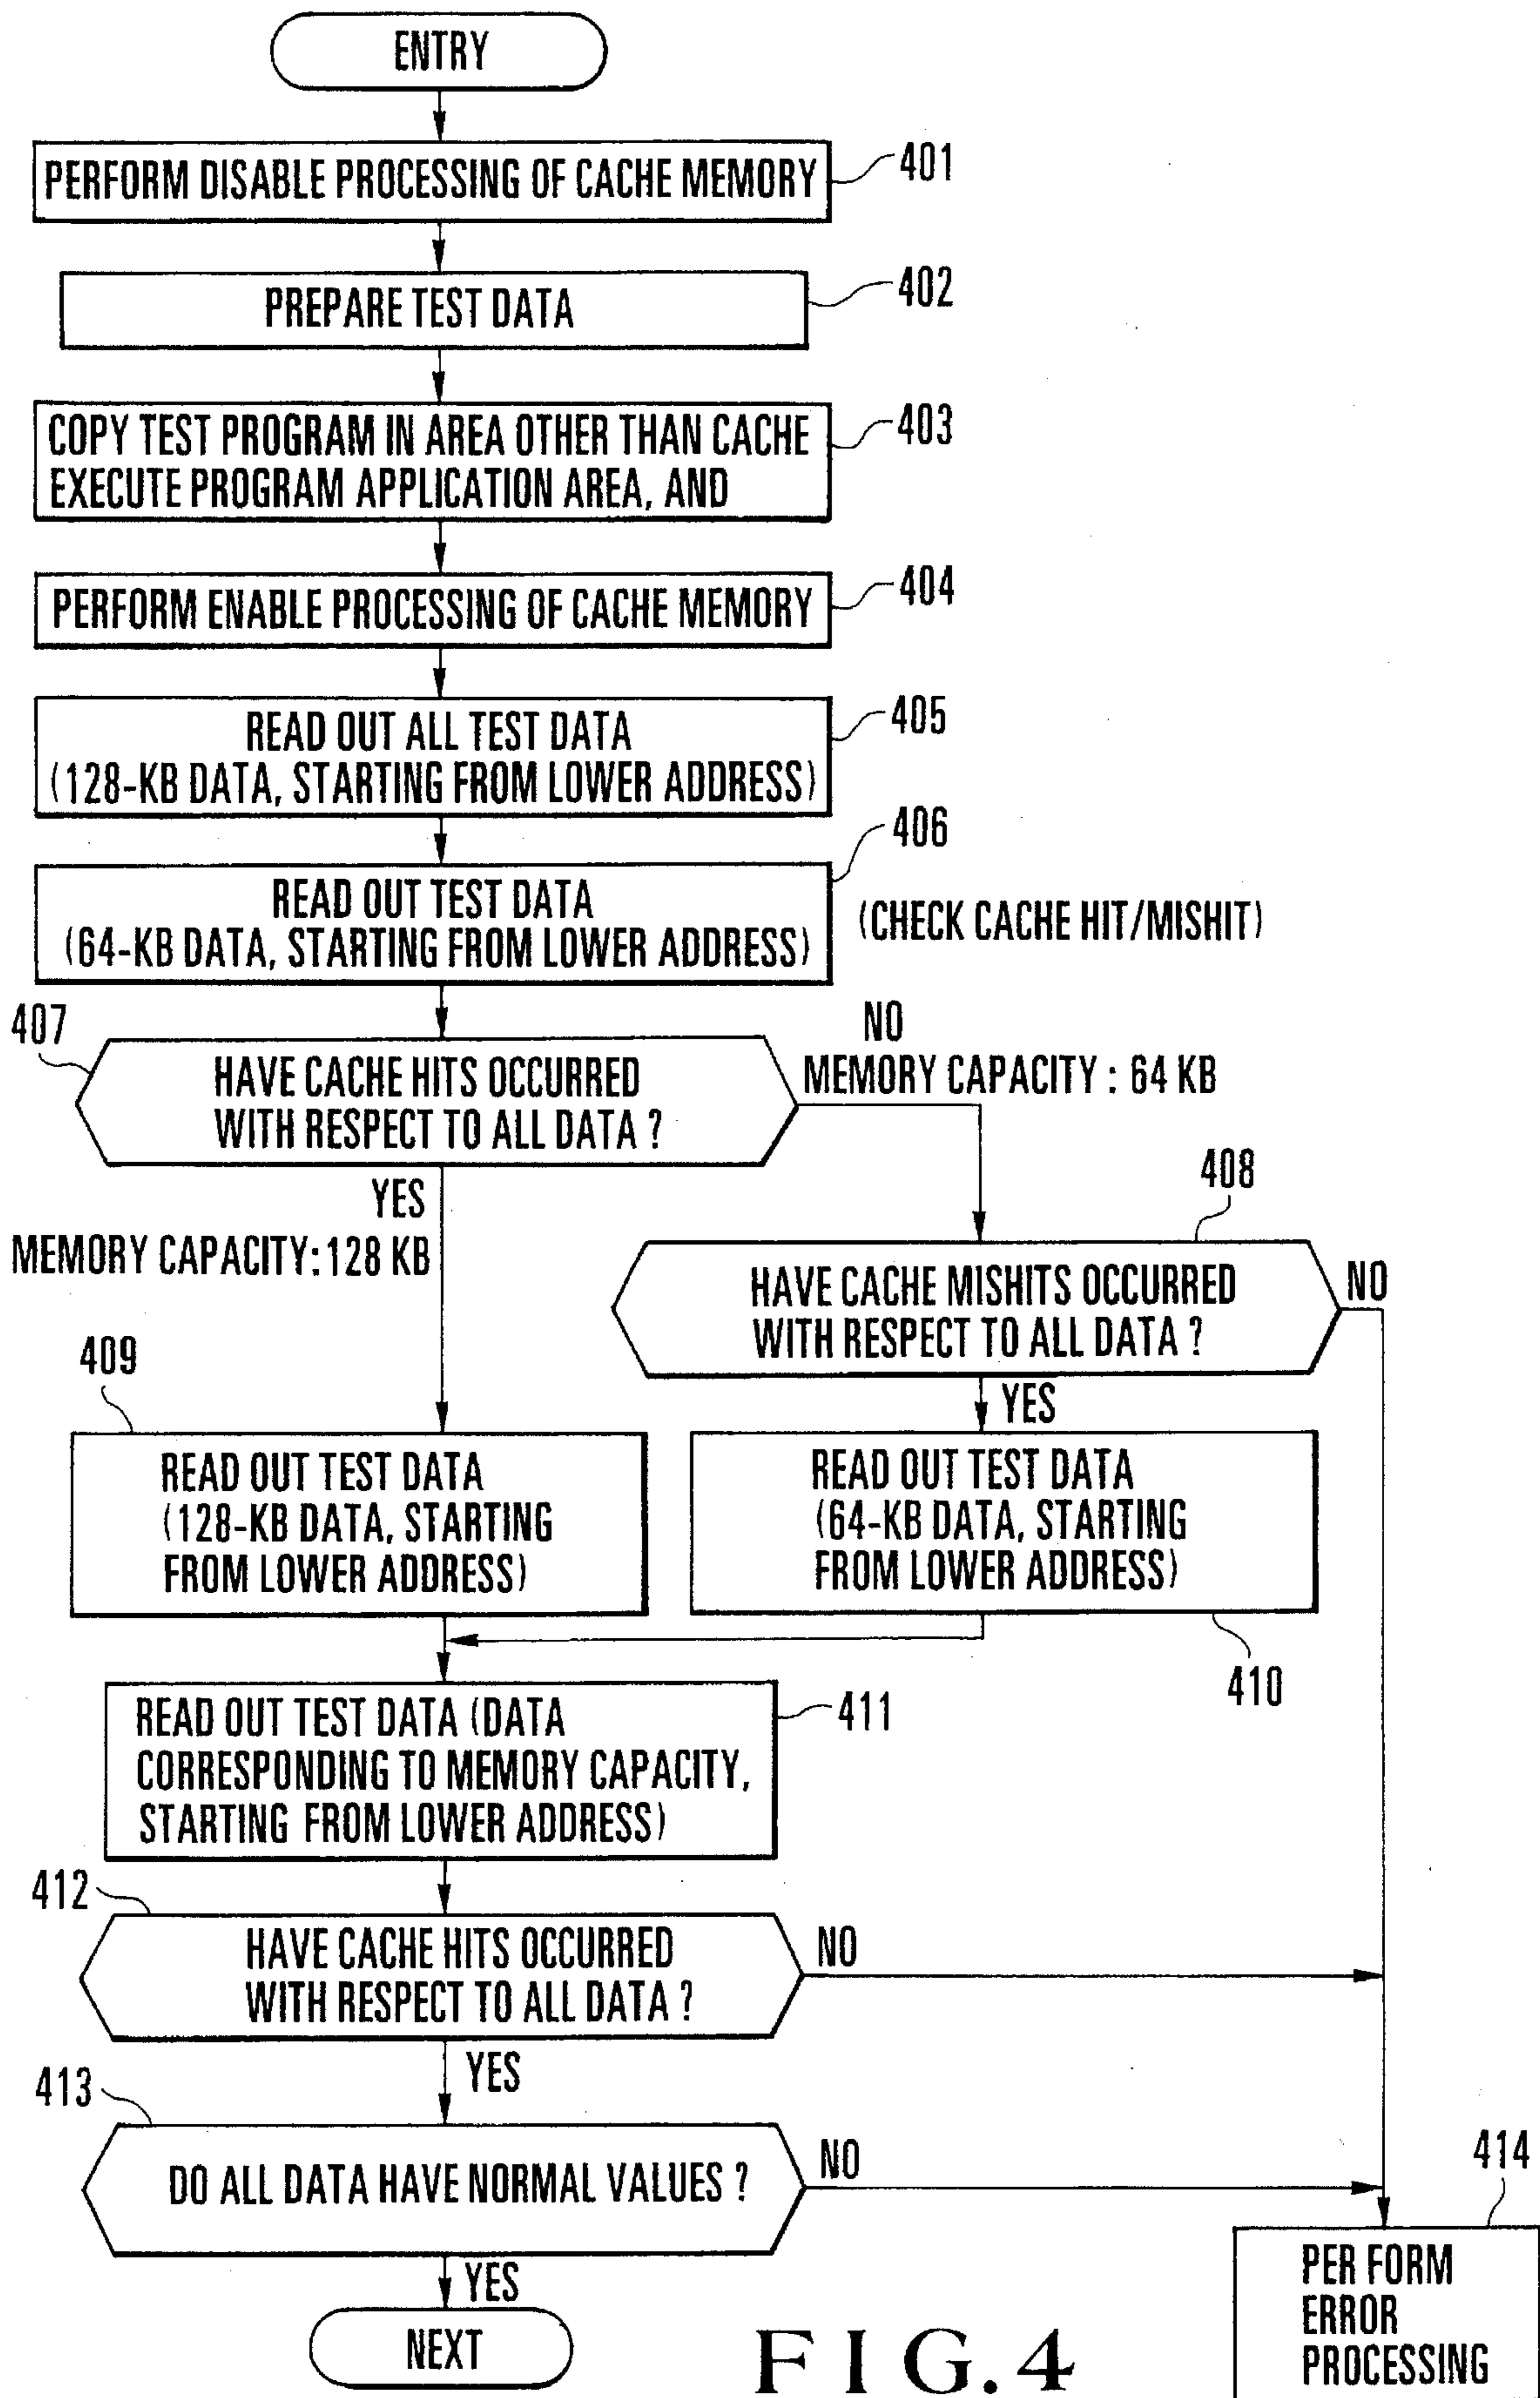 ENTRY
PERFORM DISABLE PROCESSING OF CACHE MEMORY
401
PREPARE TEST DATA
402
COPY TEST PROGRAM IN AREA OTHER THAN CACHE
EXECUTE PROGRAM APPLICATION AREA, AND
403
PERFORM ENABLE PROCESSING OF CACHE MEMORY
404
READ OUT ALL TEST DATA
(128-KB DATA, STARTING FROM LOWER ADDRESS)
405
READ OUT TEST DATA
(64-KB DATA, STARTING FROM LOWER ADDRESS)
406
(CHECK CACHE HIT/MISHIT)
407
HAVE CACHE HITS OCCURRED
WITH RESPECT TO ALL DATA ?
NO
MEMORY CAPACITY : 64 KB
YES
MEMORY CAPACITY:128 KB
408
HAVE CACHE MISHITS OCCURRED
WITH RESPECT TO ALL DATA ?
NO
YES
409
READ OUT TEST DATA
(128-KB DATA, STARTING
FROM LOWER ADDRESS)
READ OUT TEST DATA
(64-KB DATA, STARTING
FROM LOWER ADDRESS)
410
READ OUT TEST DATA (DATA
CORRESPONDING TO MEMORY CAPACITY,
STARTING FROM LOWER ADDRESS)
411
412
HAVE CACHE HITS OCCURRED
WITH RESPECT TO ALL DATA ?
NO
YES
413
DO ALL DATA HAVE NORMAL VALUES ?
NO
YES
414
PER FORM
ERROR
PROCESSING
NEXT
FIG.4